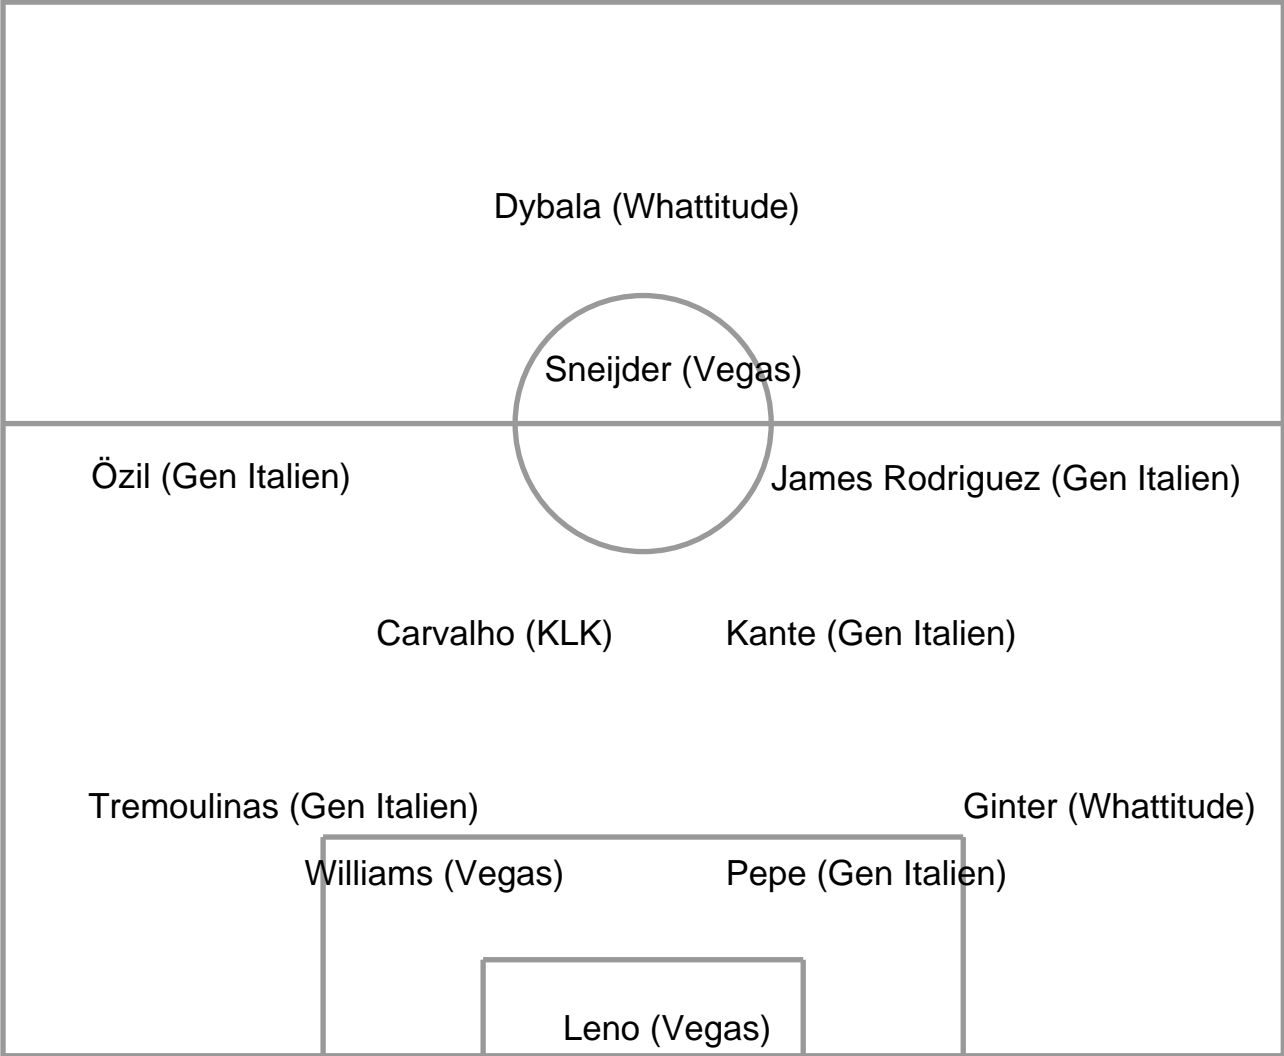 Dybala (Whattitude)
Sneijder (Vegas)
Özil (Gen Italien)
James Rodriguez (Gen Italien)
Carvalho (KLK)
Kante (Gen Italien)
Tremoulinas (Gen Italien)
Ginter (Whattitude)
Williams (Vegas)
Pepe (Gen Italien)
Leno (Vegas)